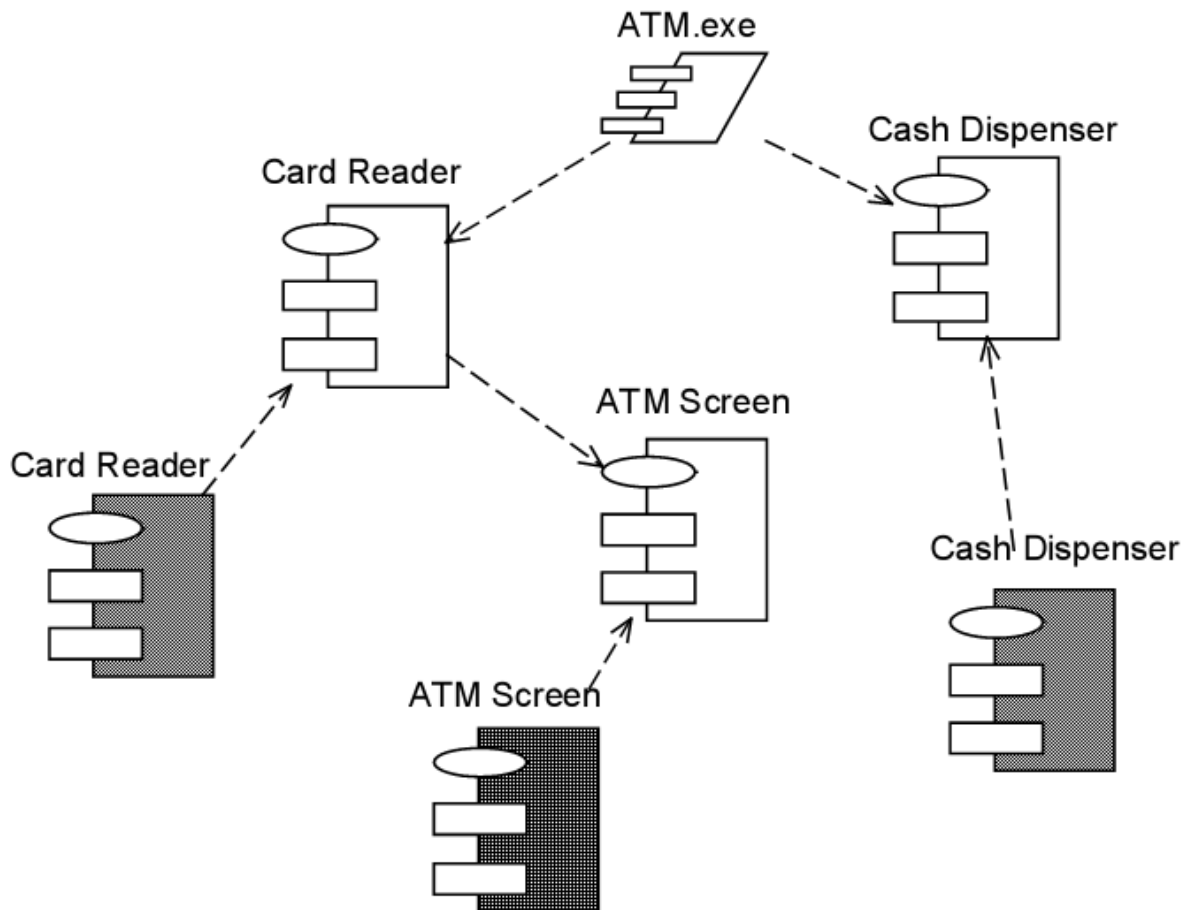 ATM.exe
Cash Dispenser
Card Reader
ATM Screen
Card Reader
Cash Dispenser
ATM Screen